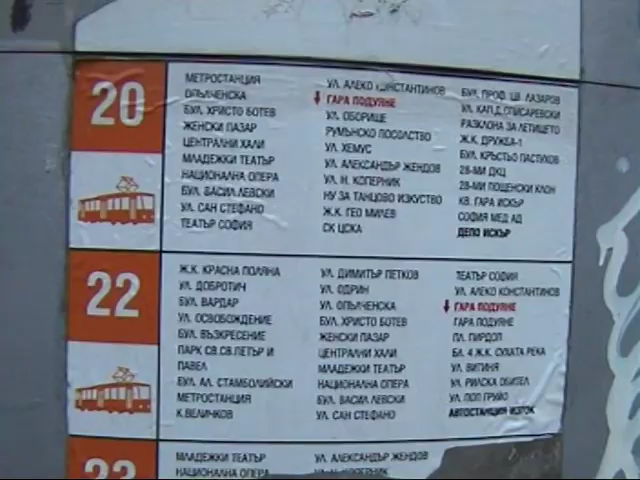 20
МЕТРОСТАНЦИЯ
ОПЪЛЧЕНСКА
БУЛ. ХРИСТО БОТЕВ
ЖЕНСКИ ПАЗАР
ЦЕНТРАЛНИ ХАЛИ
МЛАДЕЖКИ ТЕАТЪР
НАЦИОНАЛНА ОПЕРА
БУЛ. ВАСИЛ ЛЕВСКИ
УЛ. САН СТЕФАНО
ТЕАТЪР СОФИЯ
УЛ. АЛЕКО КОНСТАНТИНОВ
ГАРА ПОДУЯНЕ
УЛ. ОБОРИЩЕ
РУМЪНСКО ПОСОЛСТВО
УЛ. ХЕМУС
УЛ. АЛЕКСАНДЪР ЖЕНДОВ
УЛ. Н. КОПЕРНИК
НУ ЗА ТАНЦОВО ИЗКУСТВО
Ж.К. ГЕО МИЛЕВ
СК ЦСКА
БУЛ. ПРОФ. ЦВ. ЛАЗАРОВ
УЛ. КАП.Д.СПИСАРЕВСКИ
РАЗКЛОНА ЗА ЛЕТИЩЕТО
Ж.К. ДРУЖБА-1
БУЛ. КРЪСТЬО ПАСТУХОВ
28-МИ ДКЦ
28-МИ ПОЩЕНСКИ КЛОН
КВ. ГАРА ИСКЪР
СОФИЯ МЕД АД
ДЕПО ИСКЪР
22
Ж.К. КРАСНА ПОЛЯНА
УЛ. ДОБРОТИЧ
БУЛ. ВАРДАР
УЛ. ОСВОБОЖДЕНИЕ
БУЛ. ВЪЗКРЕСЕНИЕ
ПАРК СВ.СВ.ПЕТЪР И
ПАВЕЛ
БУЛ. АЛ. СТАМБОЛИЙСКИ
МЕТРОСТАНЦИЯ
К.ВЕЛИЧКОВ
УЛ. ДИМИТЪР ПЕТКОВ
УЛ. ОДРИН
УЛ. ОПЪЛЧЕНСКА
БУЛ. ХРИСТО БОТЕВ
ЖЕНСКИ ПАЗАР
ЦЕНТРАЛНИ ХАЛИ
МЛАДЕЖКИ ТЕАТЪР
НАЦИОНАЛНА ОПЕРА
БУЛ. ВАСИЛ ЛЕВСКИ
УЛ. САН СТЕФАНО
ТЕАТЪР СОФИЯ
УЛ. АЛЕКО КОНСТАНТИНОВ
ГАРА ПОДУЯНЕ
ГАРА ПОДУЯНЕ
ПЛ. ПИРДОП
БЛ. 4 Ж.К. СУХАТА РЕКА
УЛ. ВИТИНЯ
УЛ. РИЛСКА ОБИТЕЛ
УЛ. ПОП ГРУЙО
АВТОСТАНЦИЯ ИЗТОК
23
МЛАДЕЖКИ ТЕАТЪР
НАЦИОНАЛНА ОПЕРА
УЛ. АЛЕКСАНДЪР ЖЕНДОВ
КОПЕРНИК